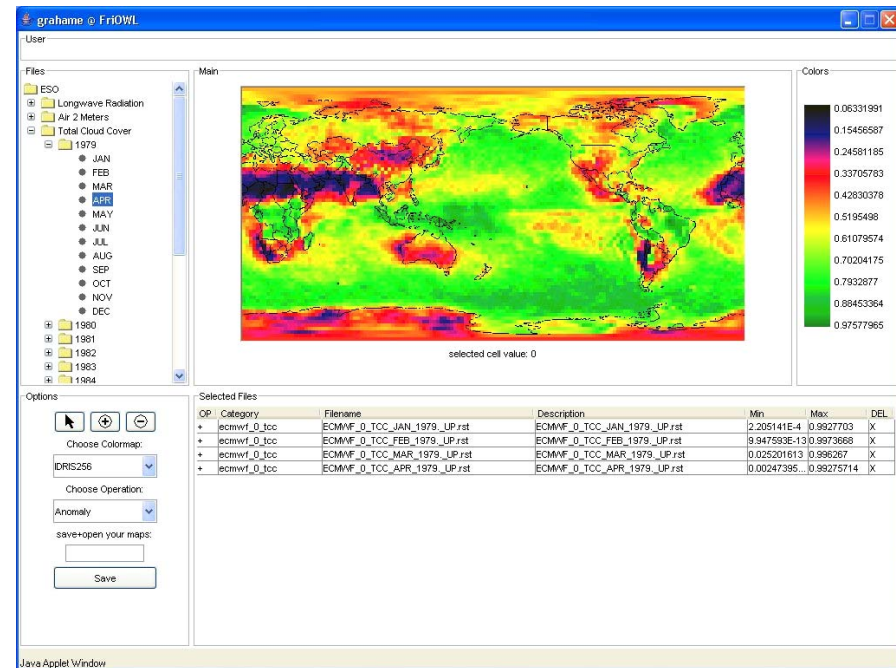 grahame @ FriOWL
User
Files
ESO
Longwave Radiation
Air 2 Meters
Total Cloud Cover
1979
JAN
FEB
MAR
APR
MAY
JUN
JUL
AUG
SEP
OCT
NOV
DEC
1980
1981
1982
1983
1984
Main
selected cell value: 0
Colors
0.06331991
0.15456587
0.24581185
0.33705783
0.42830378
0.5195498
0.61079574
0.70204175
0.7932877
0.88453364
0.97577965
Options
Choose Colormap:
IDRIS256
Choose Operation:
Anomaly
save+open your maps:
Save
Selected Files
OP Category Filename Description Min Max DEL
+ ecmwf_0_tcc ECMWF_0_TCC_JAN_1979._UP.rst ECMWF_0_TCC_JAN_1979._UP.rst 2.205141E-4 0.9927703 X
+ ecmwf_0_tcc ECMWF_0_TCC_FEB_1979._UP.rst ECMWF_0_TCC_FEB_1979._UP.rst 9.947593E-13 0.9973668 X
+ ecmwf_0_tcc ECMWF_0_TCC_MAR_1979._UP.rst ECMWF_0_TCC_MAR_1979._UP.rst 0.025201613 0.996267 X
+ ecmwf_0_tcc ECMWF_0_TCC_APR_1979._UP.rst ECMWF_0_TCC_APR_1979._UP.rst 0.00247395... 0.99275714 X
Java Applet Window